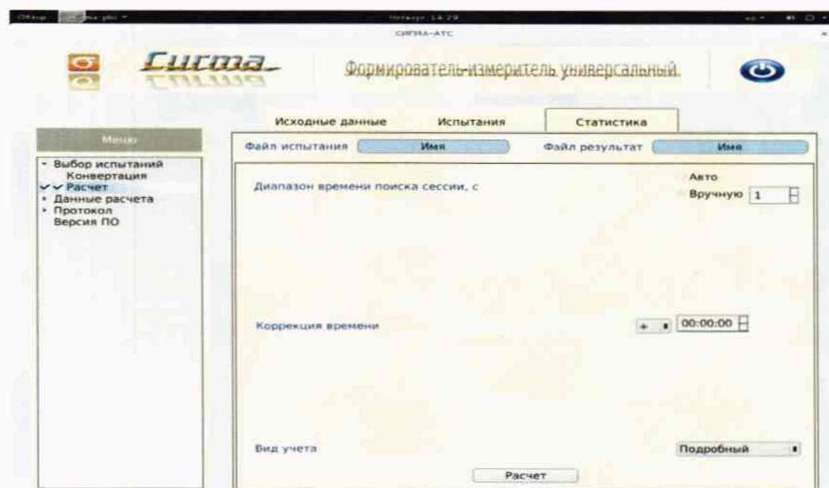 Обзор
Четверг 14:29
СИГМА-АТС
Сигма
Формирователь-измеритель универсальный.
Исходные данные Испытания Статистика
Меню
Файл испытания Имя Файл результат Имя
Выбор испытаний
Конвертация
Расчет
Данные расчета
Протокол
Версия ПО
Диапазон времени поиска сессии, с
Авто
Вручную 1
Коррекция времени + 00:00:00
Вид учета Подробный
Расчет